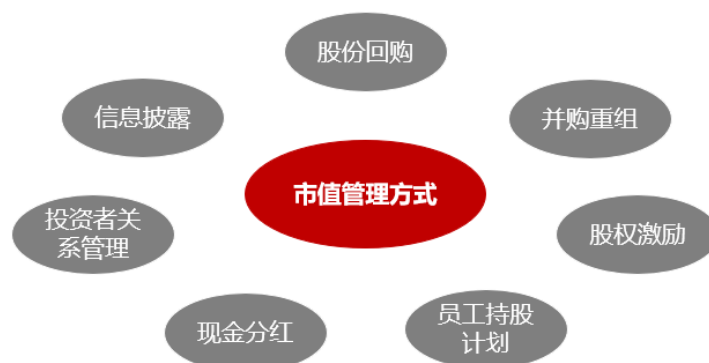 股份回购
信息披露
并购重组
市值管理方式
投资者关
系管理
股权激励
现金分红
员工持股
计划